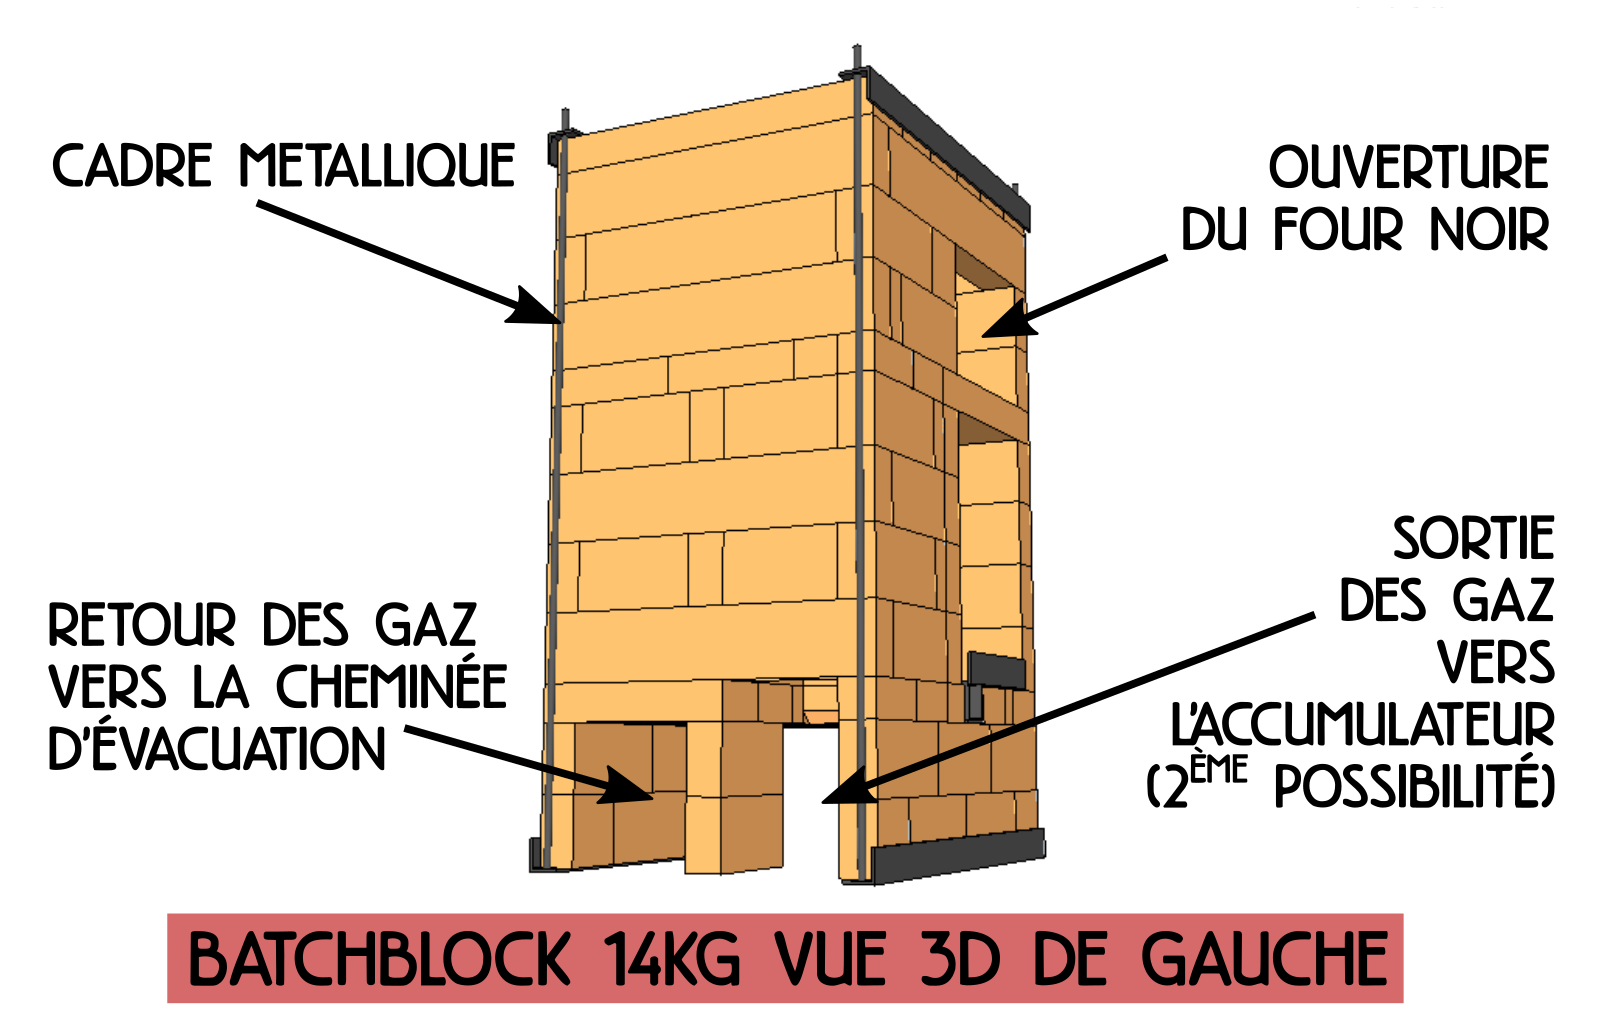 CADRE METALLIQUE
OUVERTURE
DU FOUR NOIR
RETOUR DES GAZ
VERS LA CHEMINÉE
D'ÉVACUATION
SORTIE
DES GAZ
VERS
L'ACCUMULATEUR
(2ÈME POSSIBILITÉ)
BATCHBLOCK 14KG VUE 3D DE GAUCHE